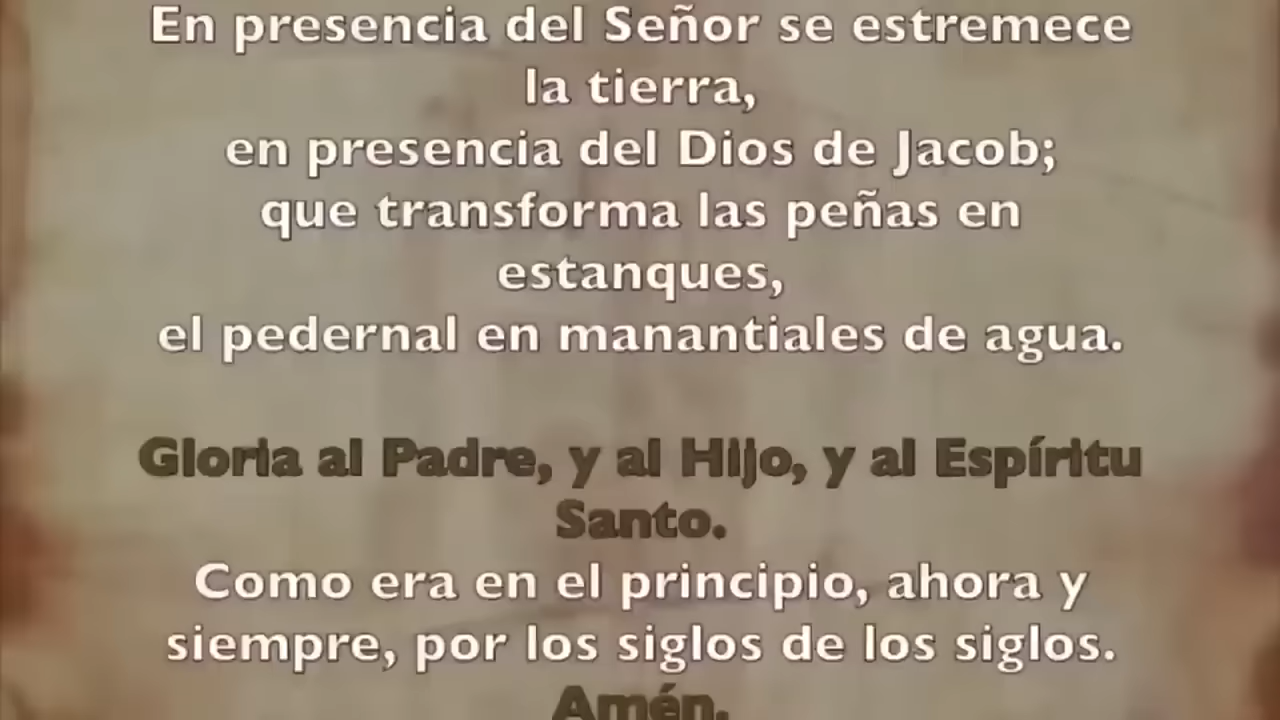 En presencia del Señor se estremece
la tierra,
en presencia del Dios de Jacob;
que transforma las peñas en
estanques,
el pedernal en manantiales de agua.
Gloria al Padre, y al Hijo, y al Espíritu
Santo.
Como era en el principio, ahora y
siempre, por los siglos de los siglos.
Amén.